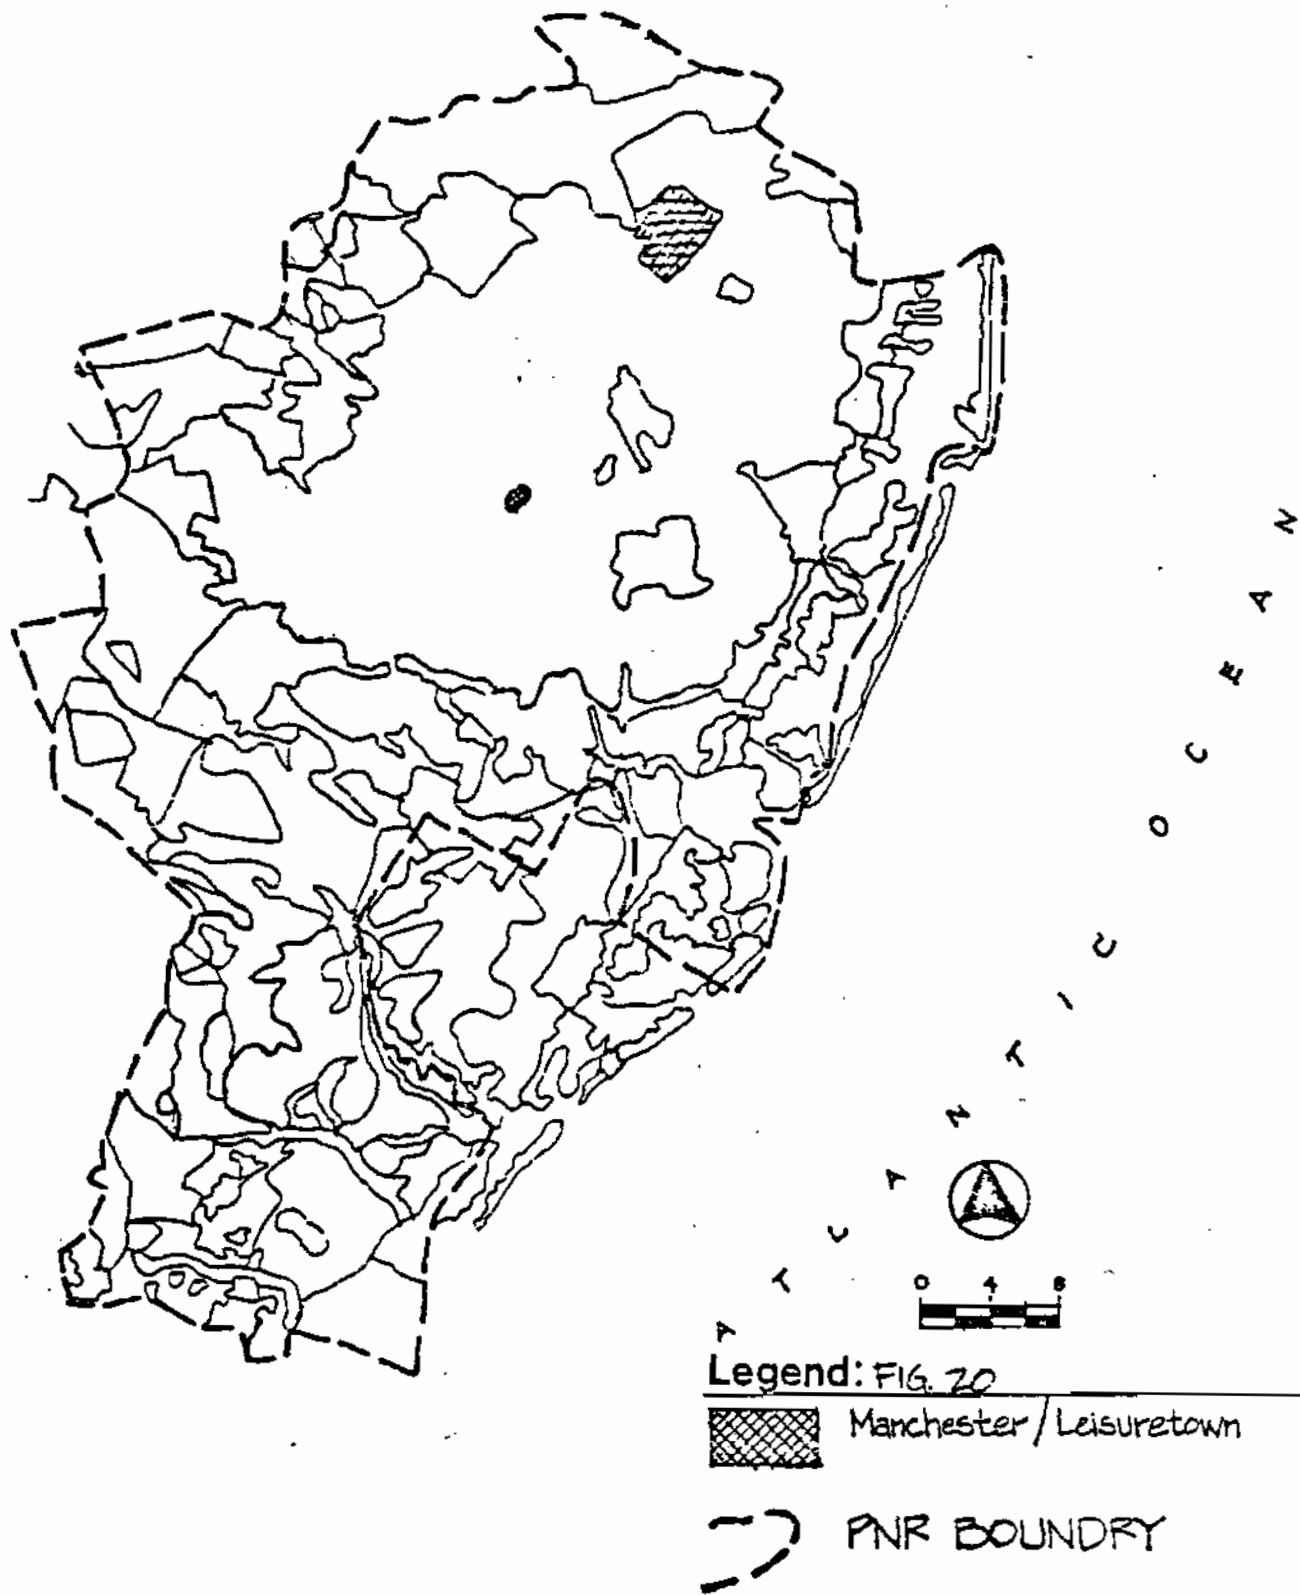 ATLANTIC OCEAN
0 4 8
Legend: FIG. 20
Manchester/Leisuretown
PNR BOUNDRY